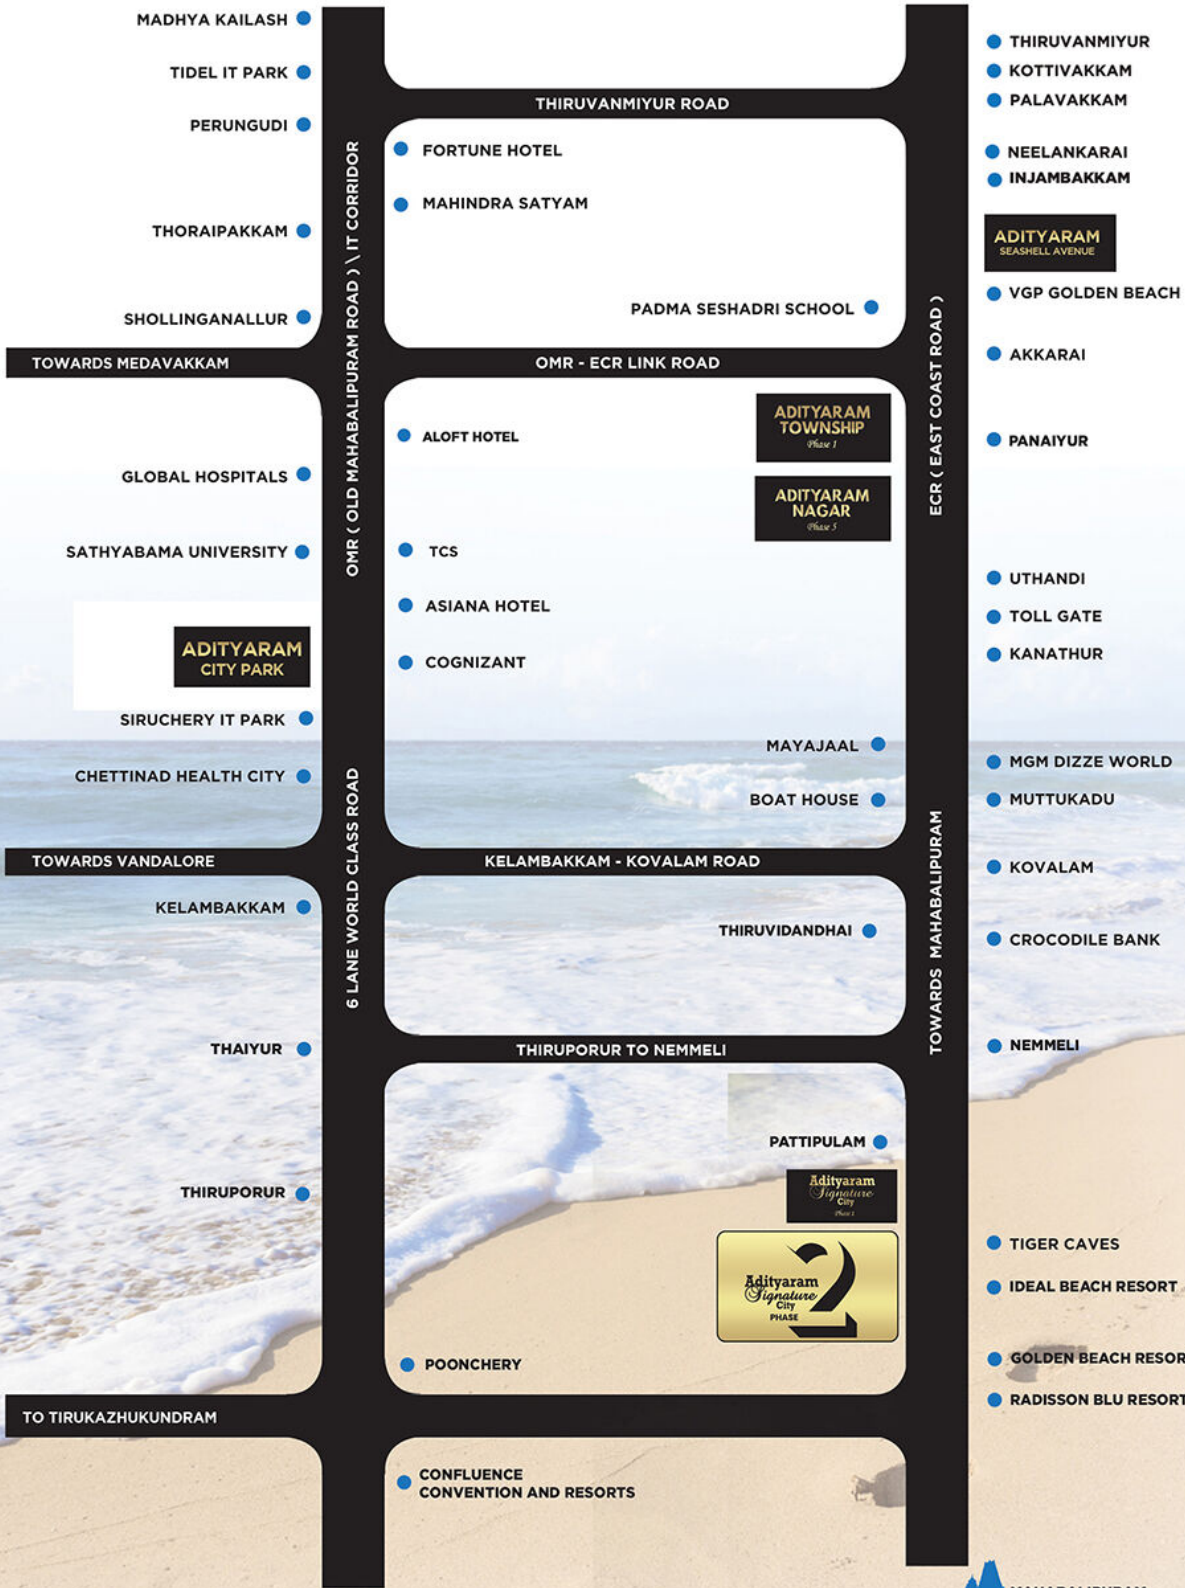 MADHYA KAILASH
TIDEL IT PARK
PERUNGUDI
THORAIPAKKAM
SHOLLINGANALLUR
TOWARDS MEDAVAKKAM
GLOBAL HOSPITALS
SATHYABAMA UNIVERSITY
ADITYARAM
CITY PARK
SIRUCHERY IT PARK
CHETTINAD HEALTH CITY
TOWARDS VANDALORE
KELAMBAKKAM
THAIYUR
THIRUPORUR
TO TIRUKAZHUKUNDRAM
OMR ( OLD MAHABALIPURAM ROAD ) \ IT CORRIDOR
6 LANE WORLD CLASS ROAD
THIRUVANMIYUR ROAD
FORTUNE HOTEL
MAHINDRA SATYAM
PADMA SESHADRI SCHOOL
OMR - ECR LINK ROAD
ALOFT HOTEL
ADITYARAM
TOWNSHIP
Phase 1
ADITYARAM
NAGAR
Phase 5
TCS
ASIANA HOTEL
COGNIZANT
MAYAJAAL
BOAT HOUSE
KELAMBAKKAM - KOVALAM ROAD
THIRUVIDANDHAI
THIRUPORUR TO NEMMELI
PATTIPULAM
Adityaram
Signature
City
Phase 1
Adityaram
Signature
City
PHASE
2
POONCHERY
CONFLUENCE
CONVENTION AND RESORTS
ECR ( EAST COAST ROAD )
TOWARDS MAHABALIPURAM
THIRUVANMIYUR
KOTTIVAKKAM
PALAVAKKAM
NEELANKARAI
INJAMBAKKAM
ADITYARAM
SEASHELL AVENUE
VGP GOLDEN BEACH
AKKARAI
PANAIYUR
UTHANDI
TOLL GATE
KANATHUR
MGM DIZZE WORLD
MUTTUKADU
KOVALAM
CROCODILE BANK
NEMMELI
TIGER CAVES
IDEAL BEACH RESORT
GOLDEN BEACH RESOR
RADISSON BLU RESORT